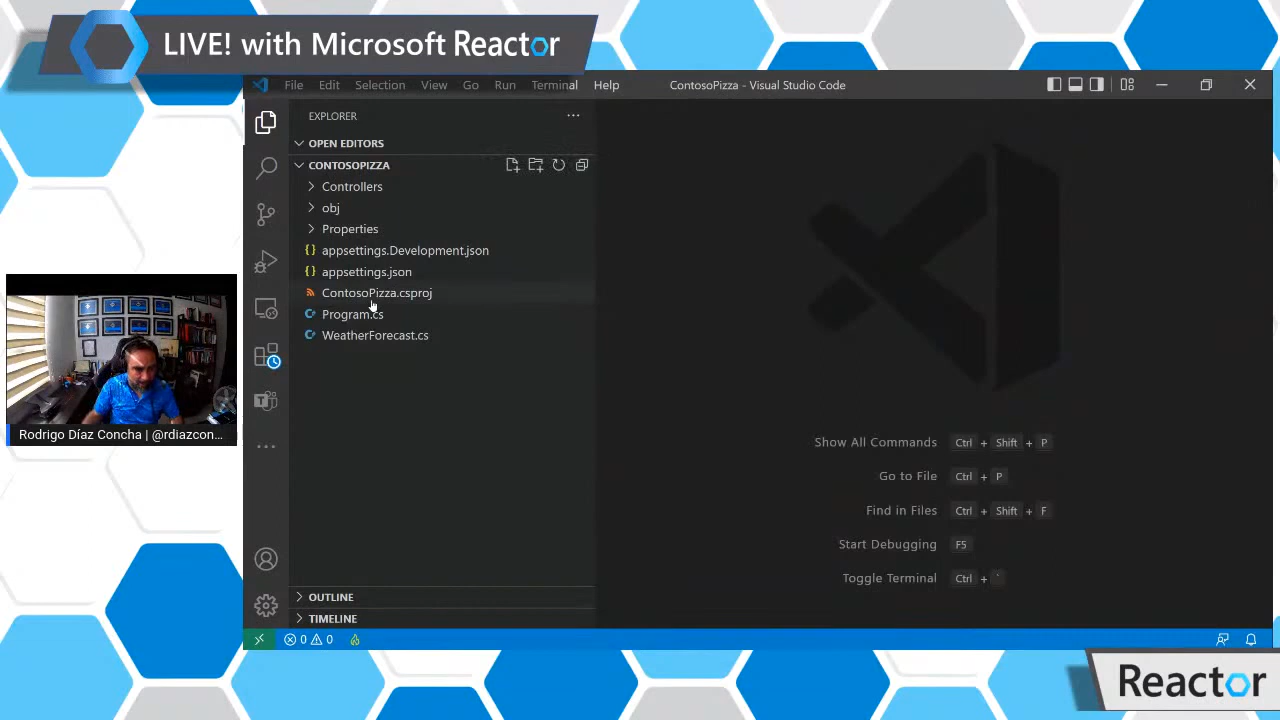 LIVE! with Microsoft Reactor
File Edit Selection View Go Run Terminal Help
ContosoPizza - Visual Studio Code
EXPLORER
OPEN EDITORS
CONTOSOPIZZA
Controllers
obj
Properties
{} appsettings.Development.json
{} appsettings.json
ContosoPizza.csproj
Program.cs
WeatherForecast.cs
OUTLINE
TIMELINE
Show All Commands Ctrl + Shift + P
Go to File Ctrl + P
Find in Files Ctrl + Shift + F
Start Debugging F5
Toggle Terminal Ctrl + `
0 0
Rodrigo Díaz Concha | @rdiazcon...
Reactor